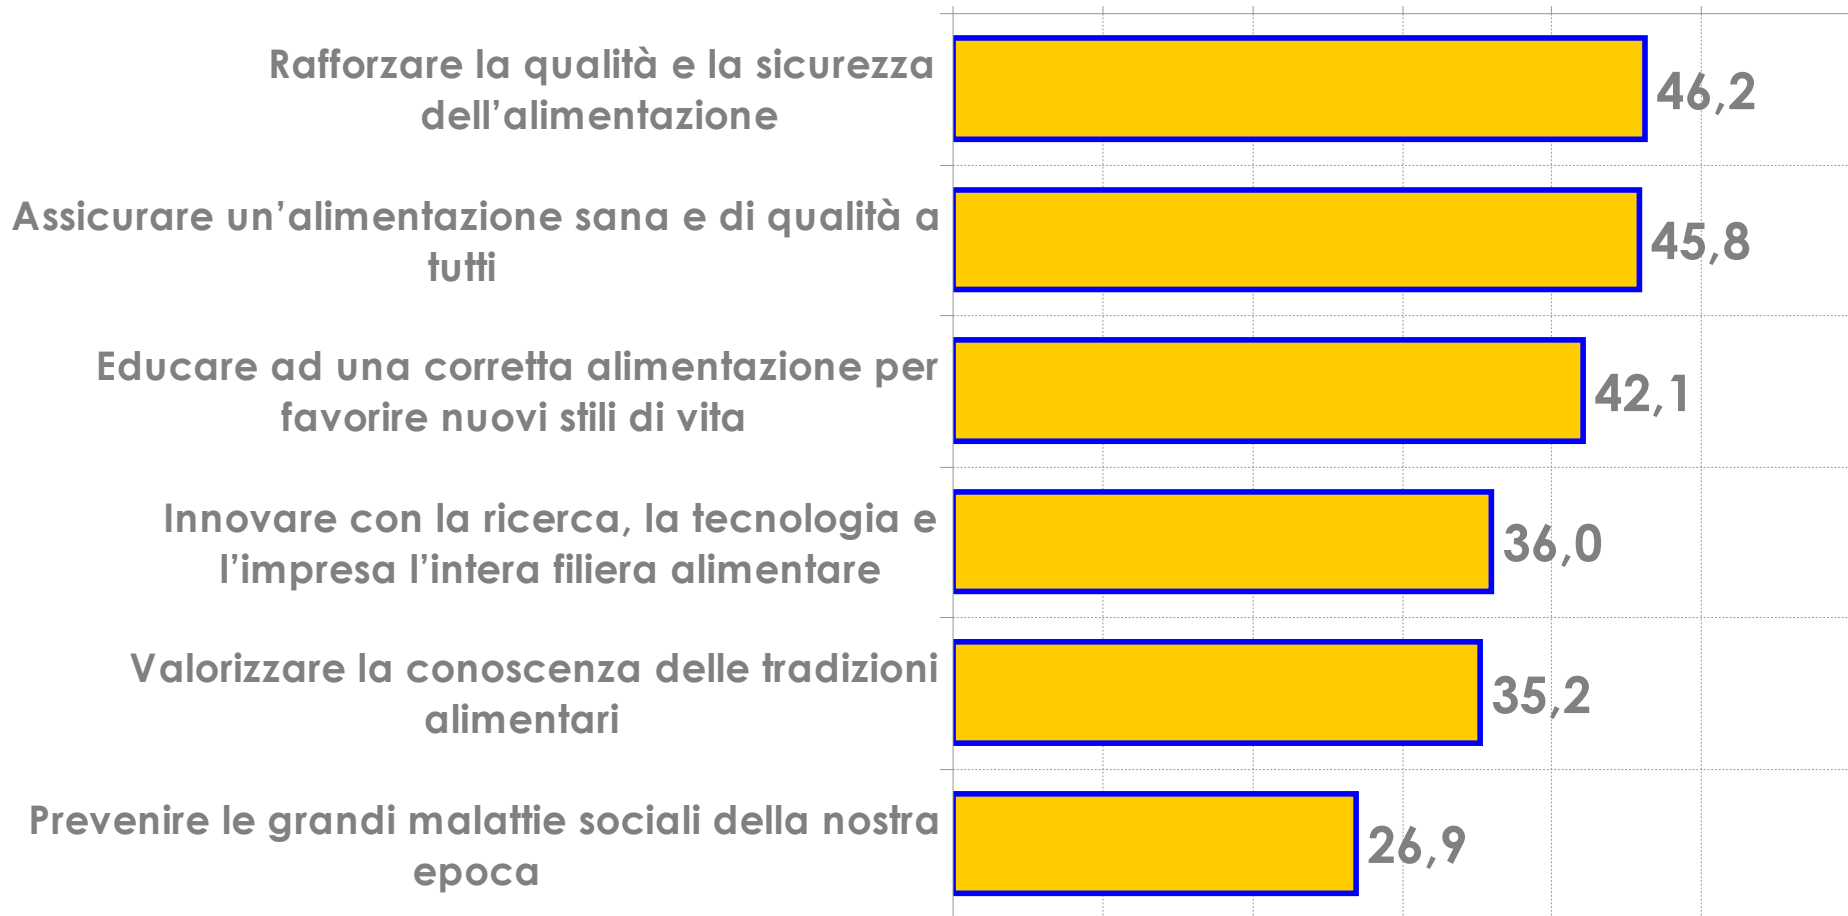 Rafforzare la qualità e la sicurezza
dell’alimentazione
46,2
Assicurare un’alimentazione sana e di qualità a
tutti
45,8
Educare ad una corretta alimentazione per
favorire nuovi stili di vita
42,1
Innovare con la ricerca, la tecnologia e
l’impresa l’intera filiera alimentare
36,0
Valorizzare la conoscenza delle tradizioni
alimentari
35,2
Prevenire le grandi malattie sociali della nostra
epoca
26,9